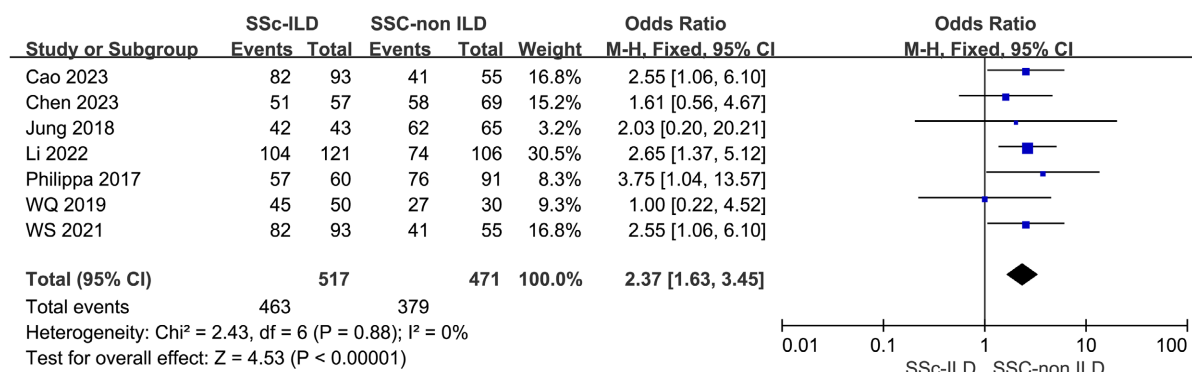 SSc-ILD SSC-non ILD Odds Ratio Odds Ratio
Study or Subgroup Events Total Events Total Weight M-H, Fixed, 95% CI M-H, Fixed, 95% CI
Cao 2023 82 93 41 55 16.8% 2.55 [1.06, 6.10]
Chen 2023 51 57 58 69 15.2% 1.61 [0.56, 4.67]
Jung 2018 42 43 62 65 3.2% 2.03 [0.20, 20.21]
Li 2022 104 121 74 106 30.5% 2.65 [1.37, 5.12]
Philippa 2017 57 60 76 91 8.3% 3.75 [1.04, 13.57]
WQ 2019 45 50 27 30 9.3% 1.00 [0.22, 4.52]
WS 2021 82 93 41 55 16.8% 2.55 [1.06, 6.10]
Total (95% CI) 517 471 100.0% 2.37 [1.63, 3.45]
Total events 463 379
Heterogeneity: Chi² = 2.43, df = 6 (P = 0.88); I² = 0%
Test for overall effect: Z = 4.53 (P < 0.00001)
0.01 0.1 1 10 100
SSc-ILD SSC-non ILD